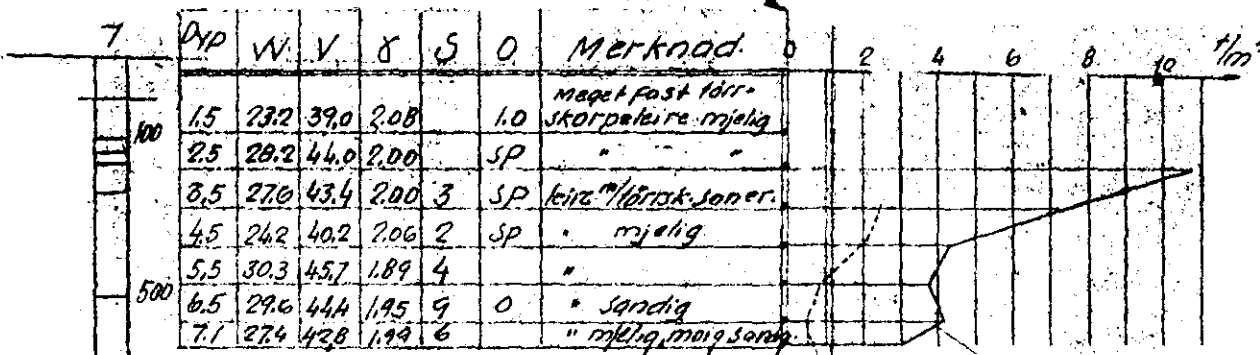 7 Dyp W V γ S O Merknad 0 2 4 6 8 10 t/m²
meget fast tørr-
1.5 23.2 39.0 2.08 1.0 skorpeleire mjelig
100
2.5 28.2 44.0 2.00 SP " "
3.5 27.6 43.4 2.00 3 SP leire m/tørrsk.soner.
4.5 24.2 40.2 2.06 2 SP " mjelig
5.5 30.3 45.7 1.89 4 "
500
6.5 29.6 44.4 1.95 9 0 " sandig
7.1 27.4 42.8 1.94 6 " mjelig, moig sandig